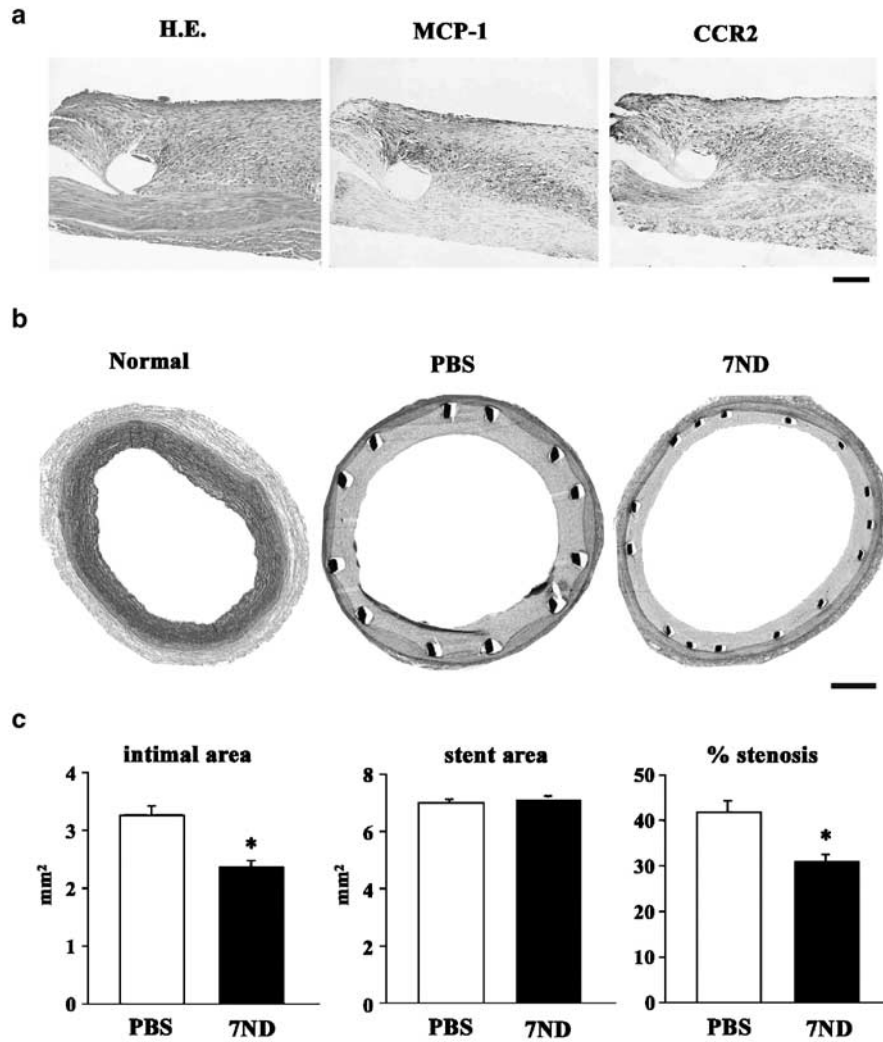 a
H.E. MCP-1 CCR2
b
Normal PBS 7ND
c
intimal area
4
3
2
1
0
mm²
*
PBS 7ND
stent area
8
6
4
2
0
mm²
PBS 7ND
% stenosis
50
40
30
20
10
0
*
PBS 7ND